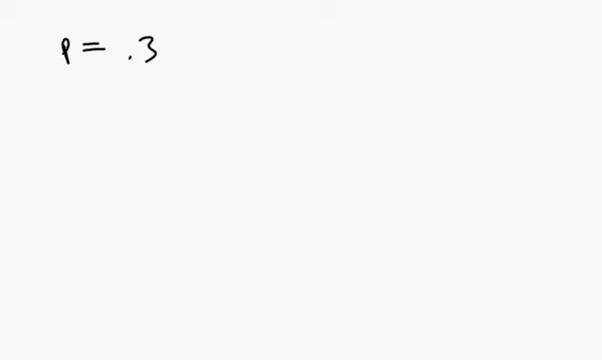 p = .3